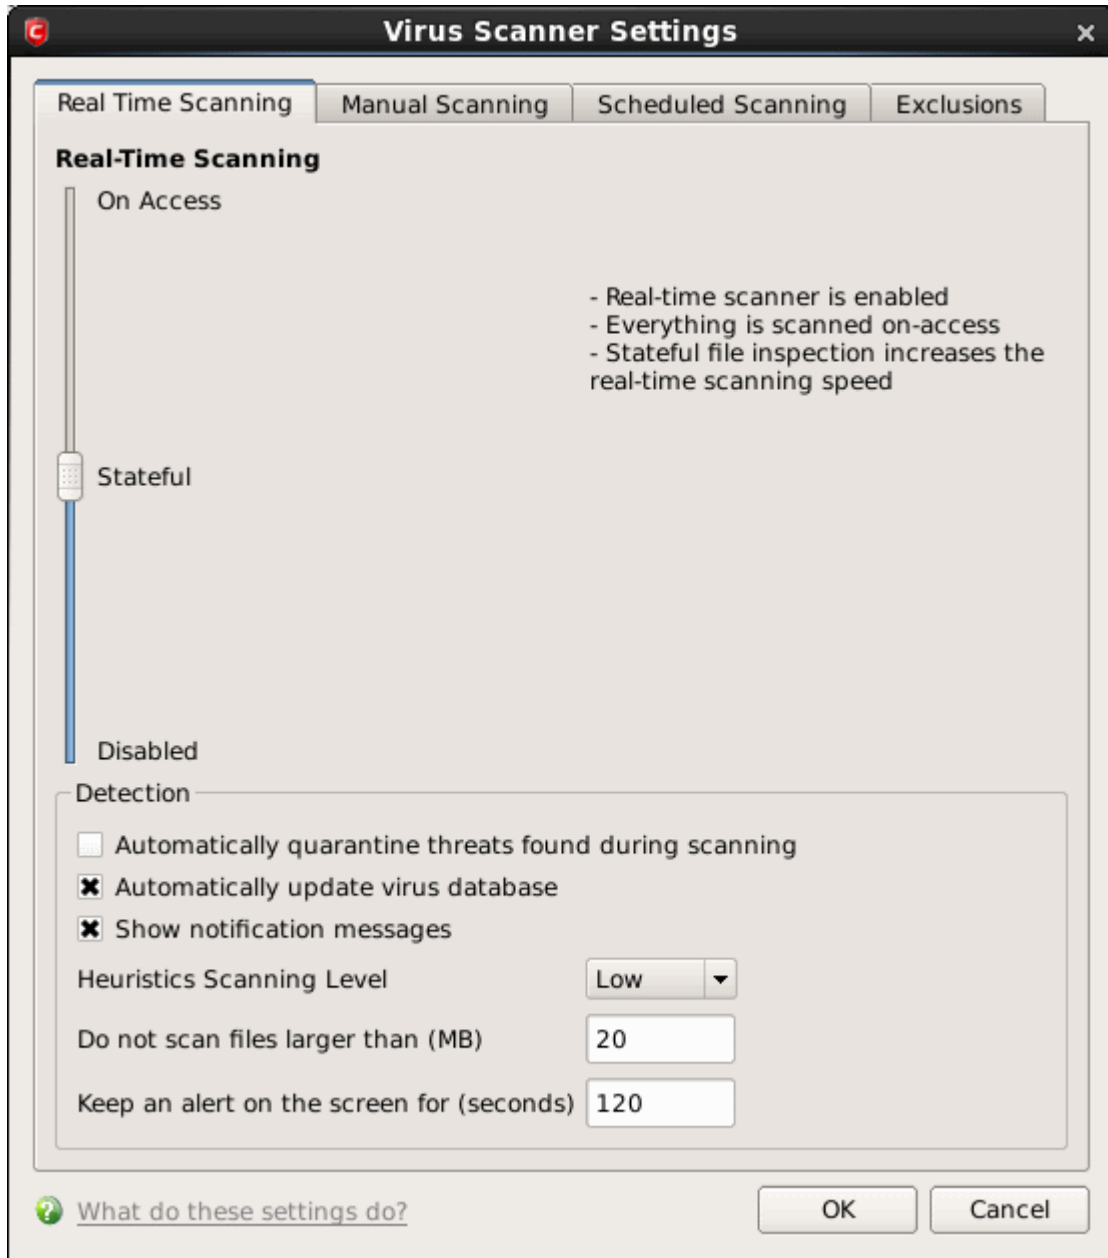 Virus Scanner Settings
Real Time Scanning
Manual Scanning
Scheduled Scanning
Exclusions
Real-Time Scanning
On Access
- Real-time scanner is enabled
- Everything is scanned on-access
- Stateful file inspection increases the
real-time scanning speed
Stateful
Disabled
Detection
Automatically quarantine threats found during scanning
Automatically update virus database
Show notification messages
Heuristics Scanning Level Low
Do not scan files larger than (MB) 20
Keep an alert on the screen for (seconds) 120
What do these settings do?
OK
Cancel